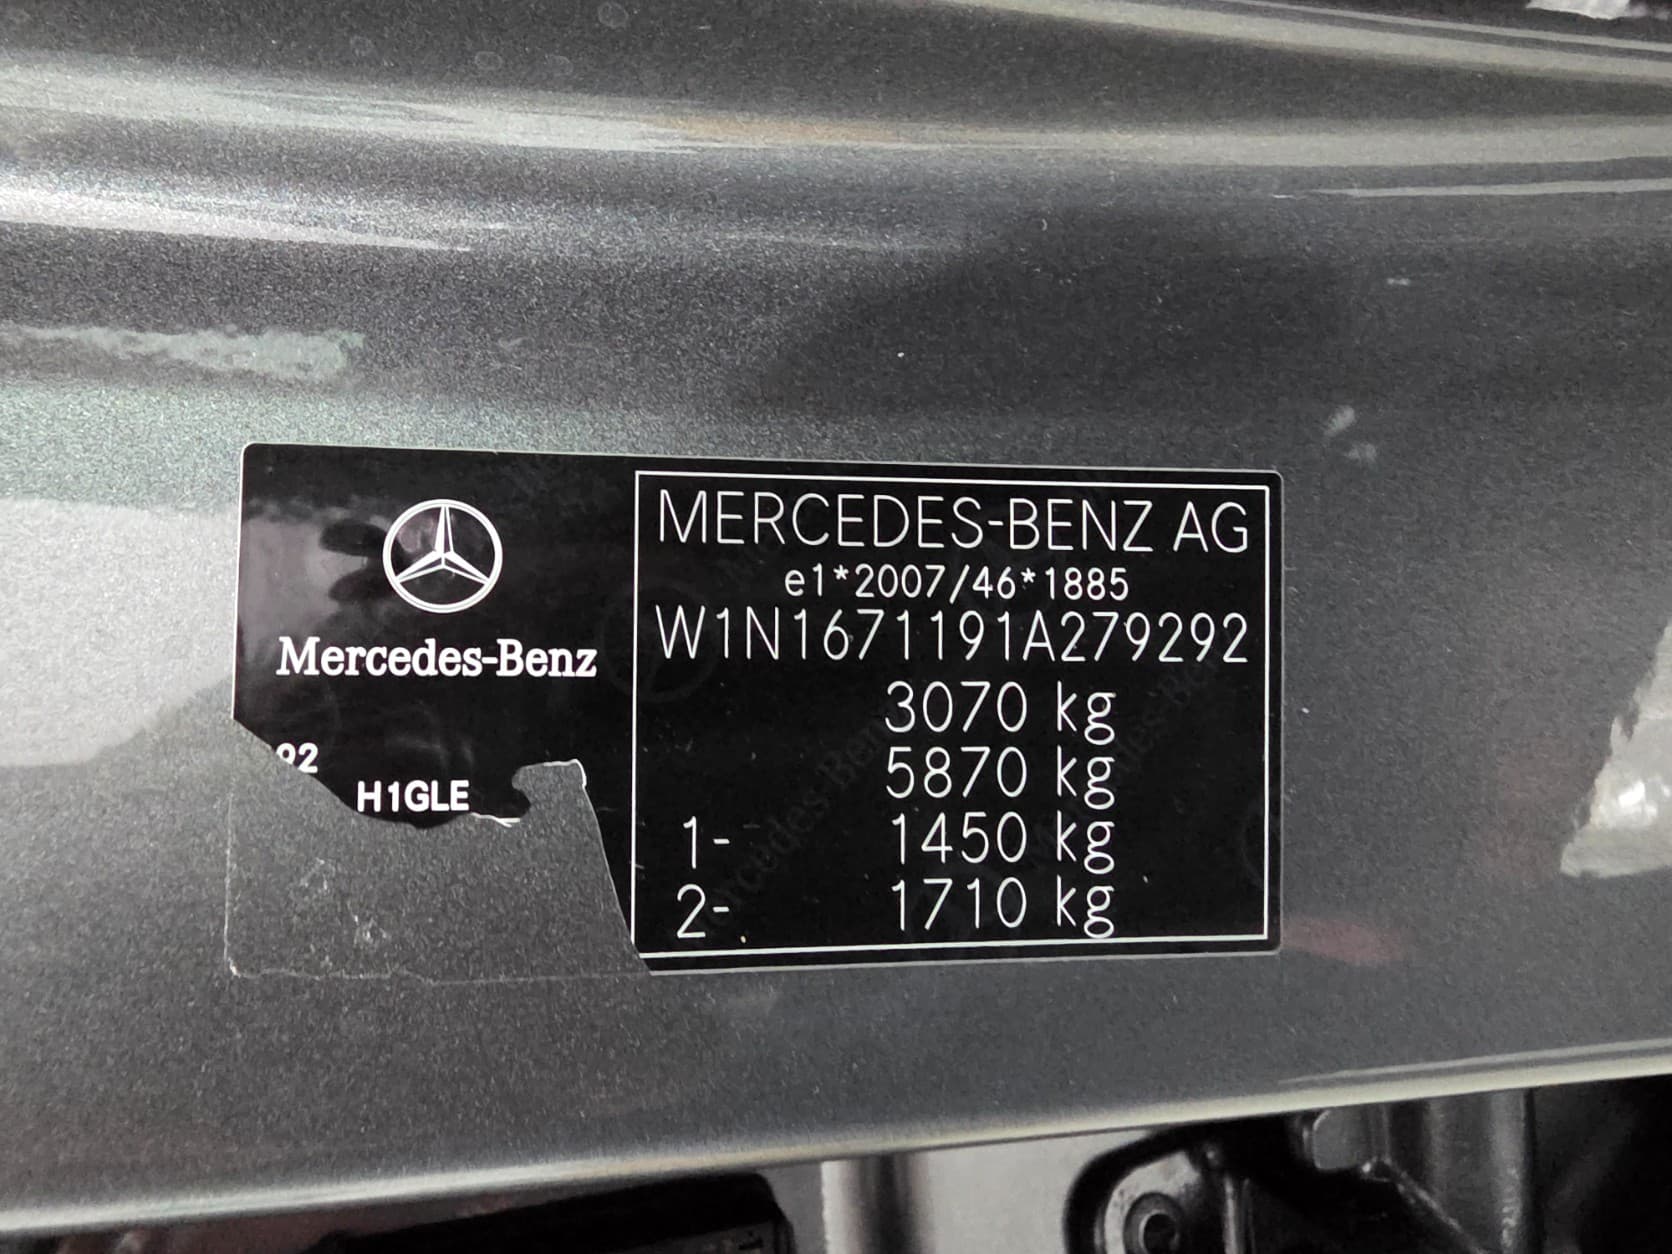 Mercedes-Benz
92
H1GLE
MERCEDES-BENZ AG
e1*2007/46*1885
W1N1671191A279292
3070 kg
5870 kg
1- 1450 kg
2- 1710 kg